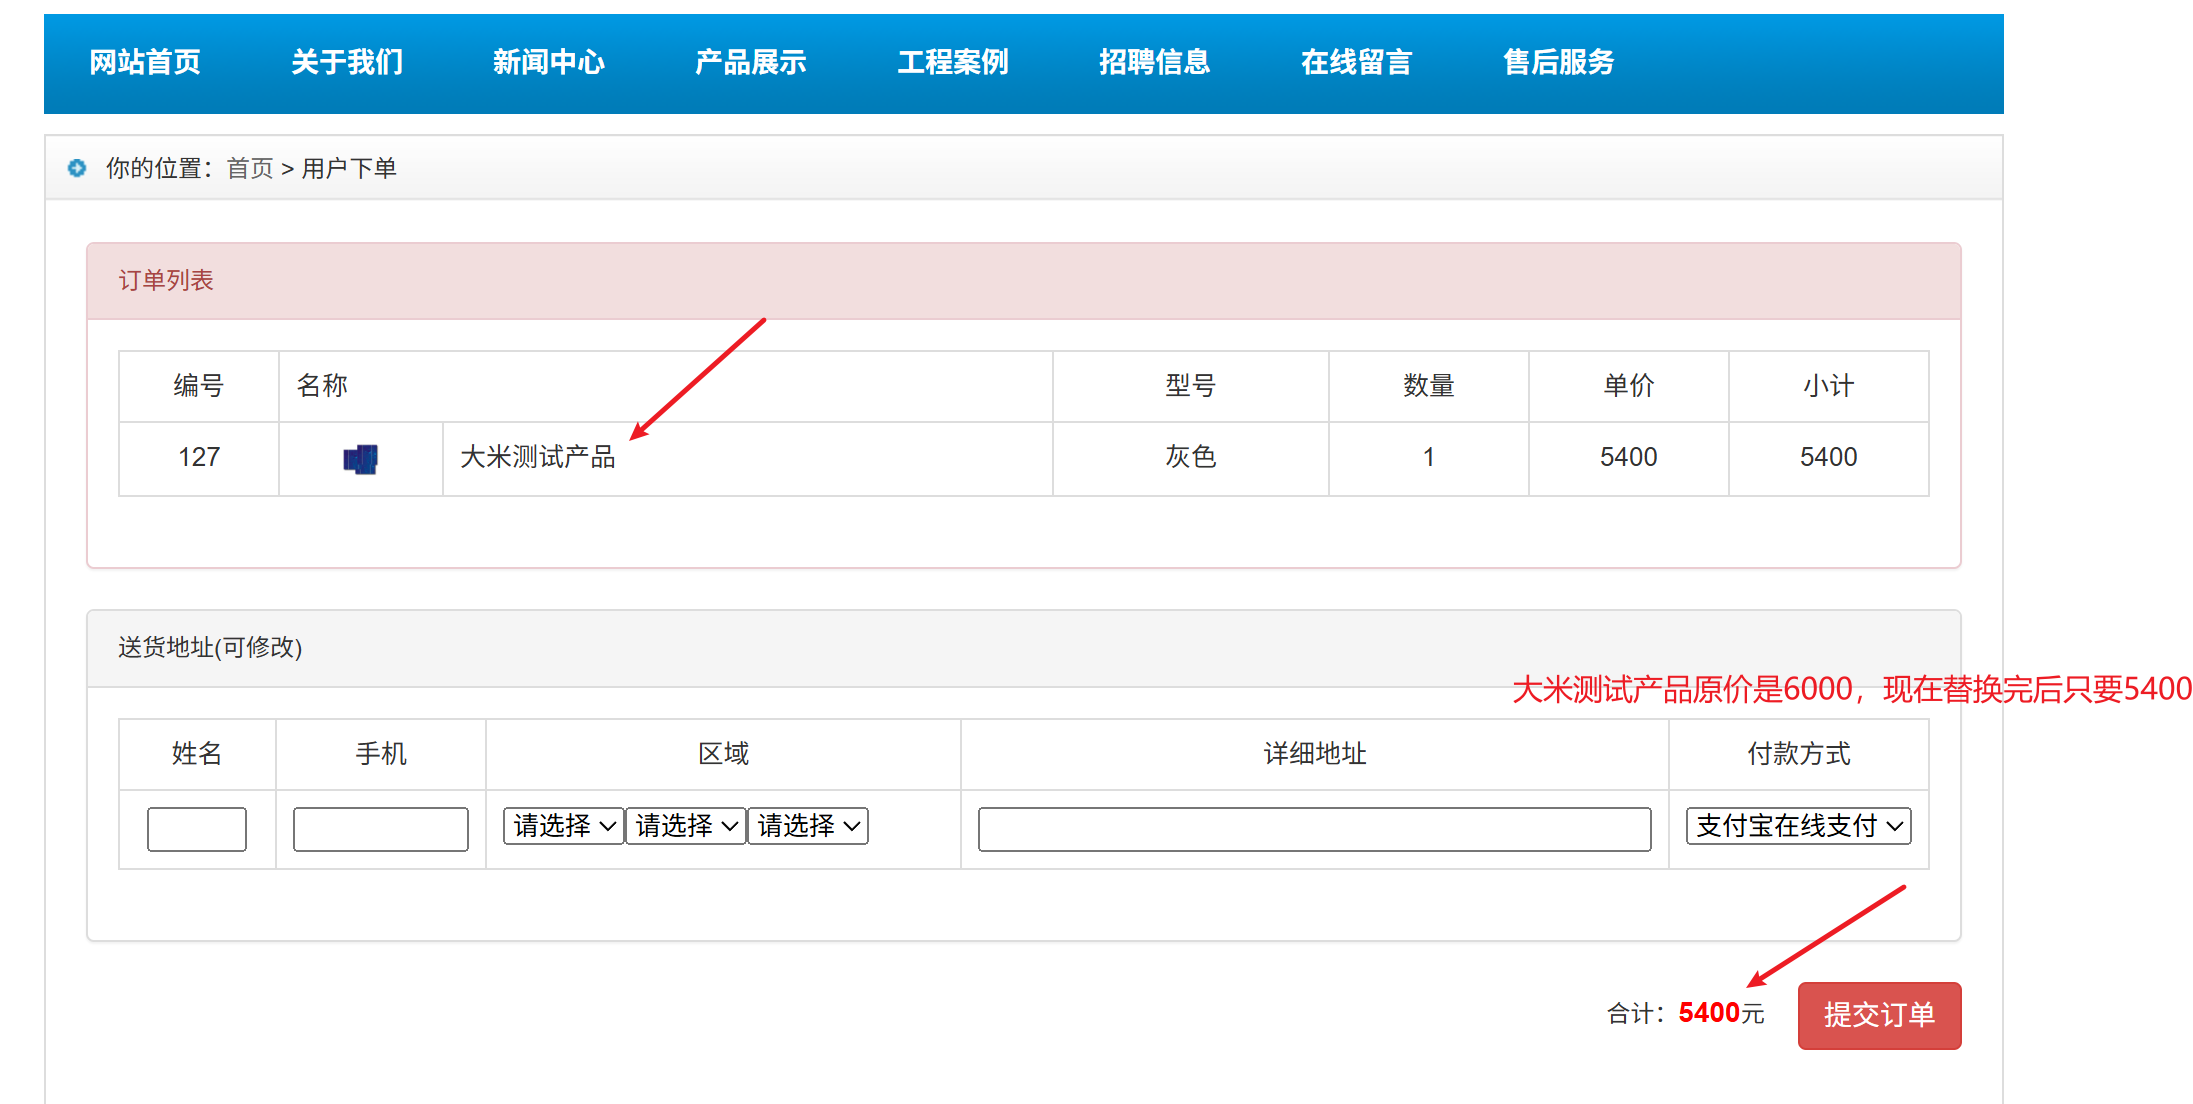 网站首页 关于我们 新闻中心 产品展示 工程案例 招聘信息 在线留言 售后服务
你的位置：首页 > 用户下单
订单列表
编号 名称 型号 数量 单价 小计
127 大米测试产品 灰色 1 5400 5400
送货地址(可修改)
大米测试产品原价是6000，现在替换完后只要5400
姓名 手机 区域 详细地址 付款方式
请选择 请选择 请选择 支付宝在线支付
合计：5400元 提交订单